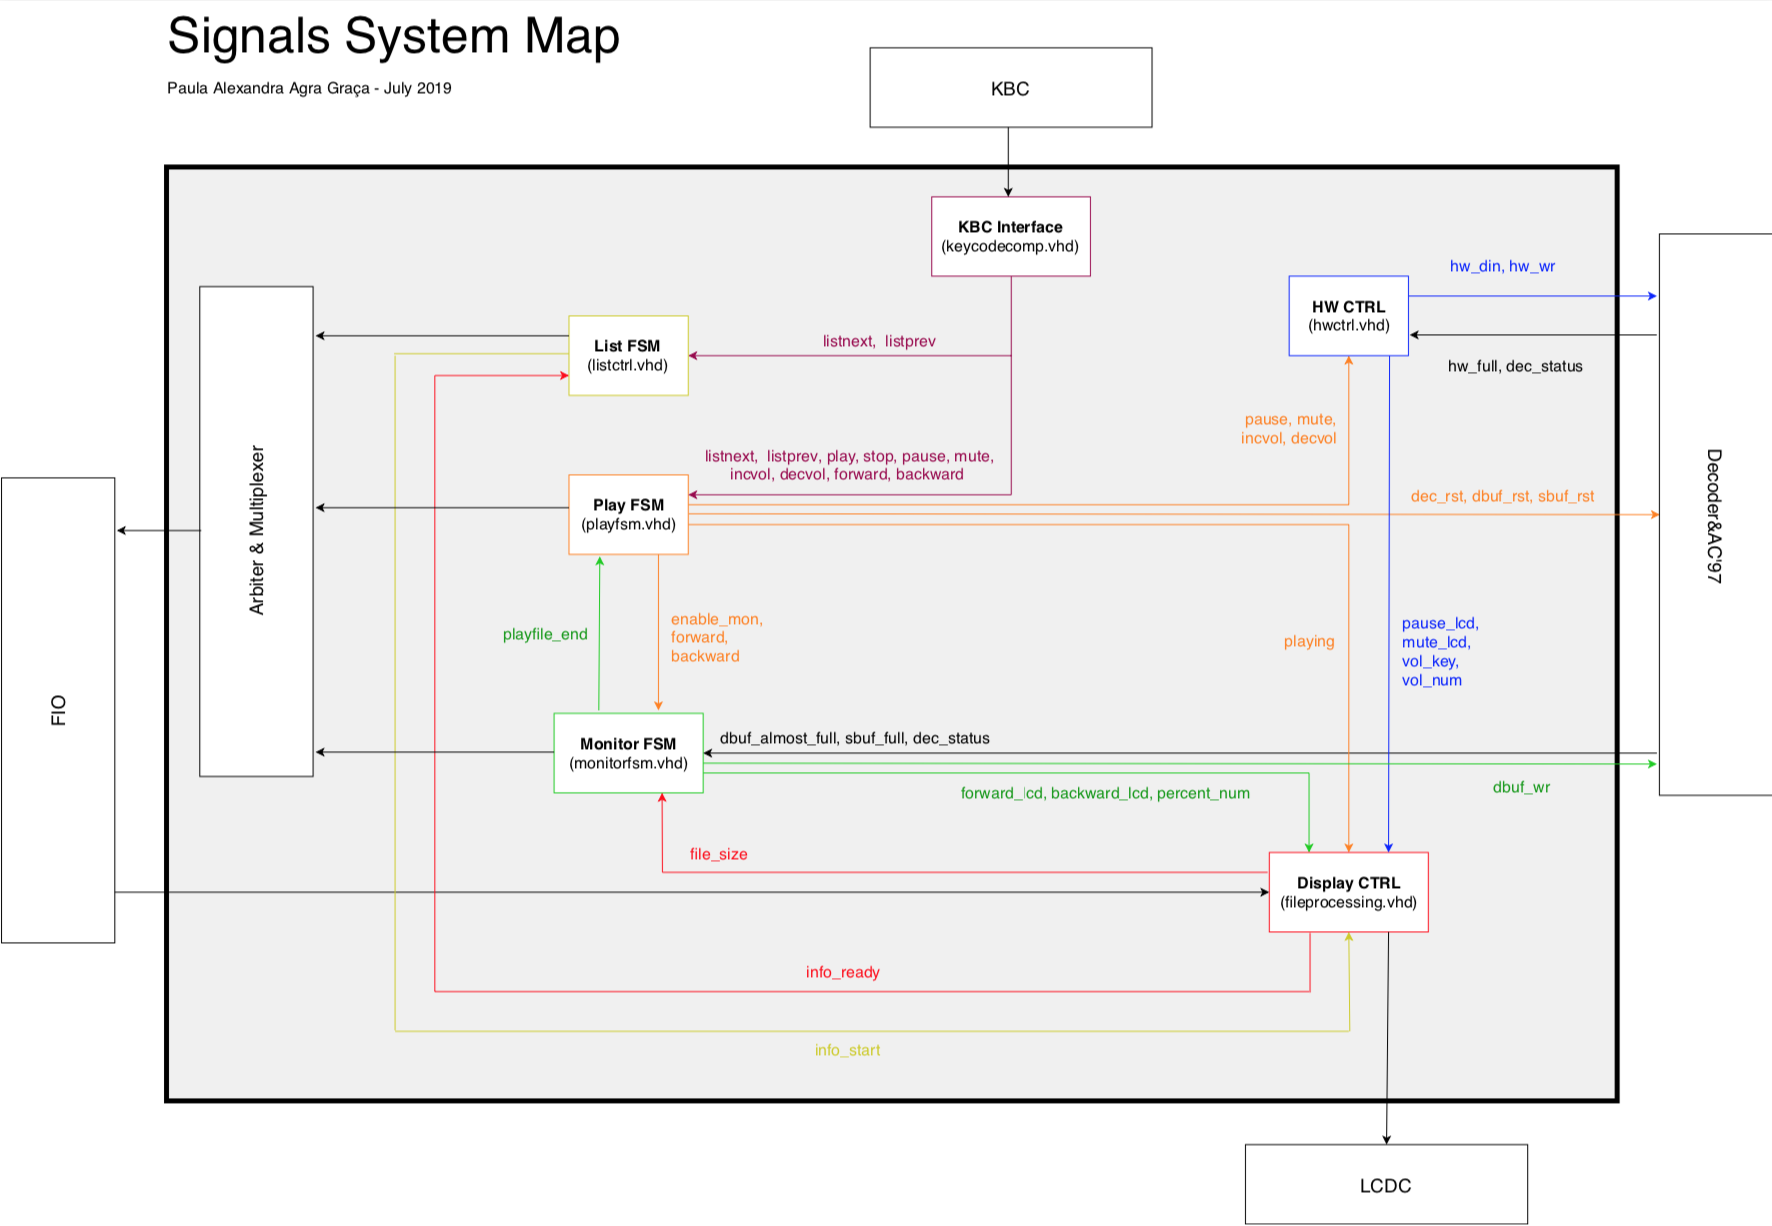 Signals System Map
Paula Alexandra Agra Graça - July 2019
KBC
KBC Interface
(keycodecomp.vhd)
hw_din, hw_wr
HW CTRL
(hwctrl.vhd)
hw_full, dec_status
List FSM
(listctrl.vhd)
listnext,  listprev
pause, mute,
incvol, decvol
listnext,  listprev, play, stop, pause, mute,
incvol, decvol, forward, backward
Play FSM
(playfsm.vhd)
dec_rst, dbuf_rst, sbuf_rst
Arbiter & Multiplexer
Decoder&AC'97
FIO
playfile_end
enable_mon,
forward,
backward
playing
pause_lcd,
mute_lcd,
vol_key,
vol_num
Monitor FSM
(monitorfsm.vhd)
dbuf_almost_full, sbuf_full, dec_status
forward_lcd, backward_lcd, percent_num
dbuf_wr
file_size
Display CTRL
(fileprocessing.vhd)
info_ready
info_start
LCDC